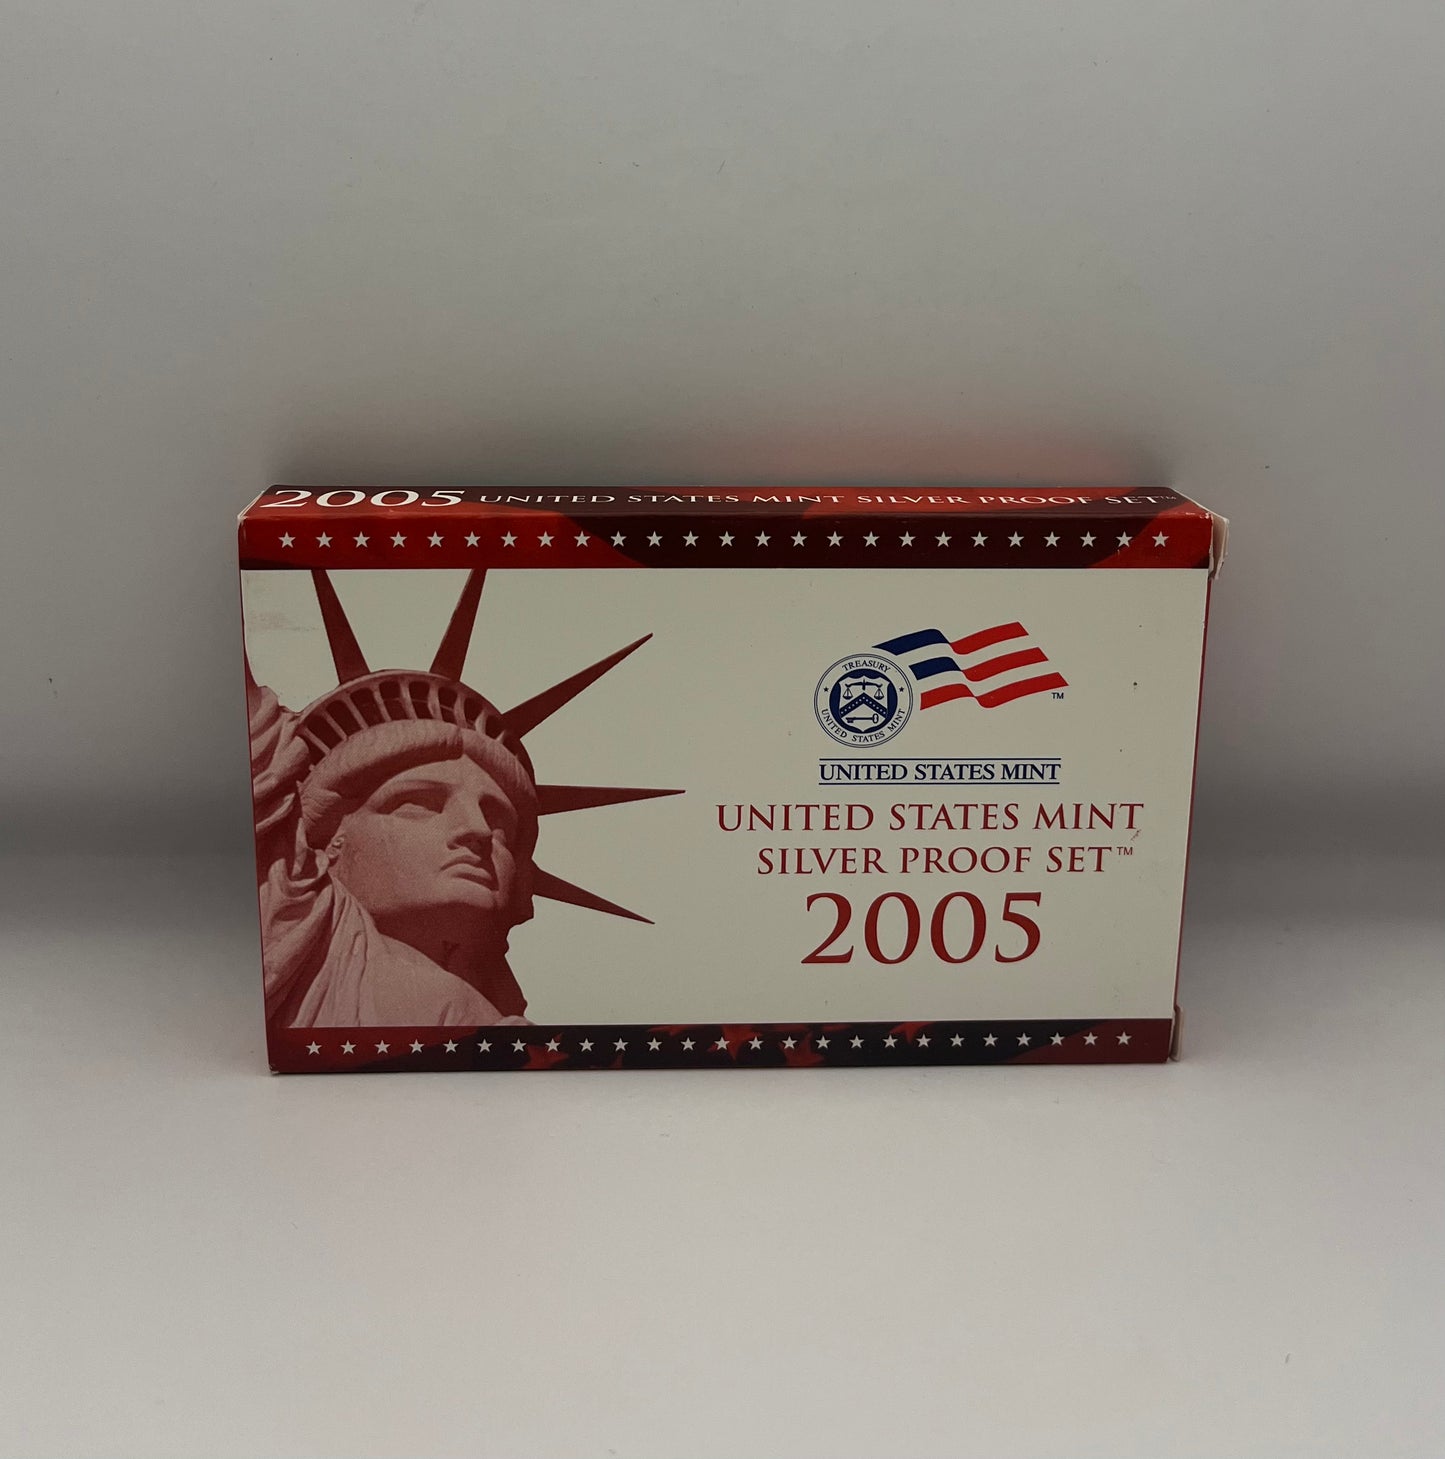 2005 UNITED STATES MINT SILVER PROOF SET™
TREASURY
UNITED STATES MINT
TM
UNITED STATES MINT
UNITED STATES MINT
SILVER PROOF SET™
2005